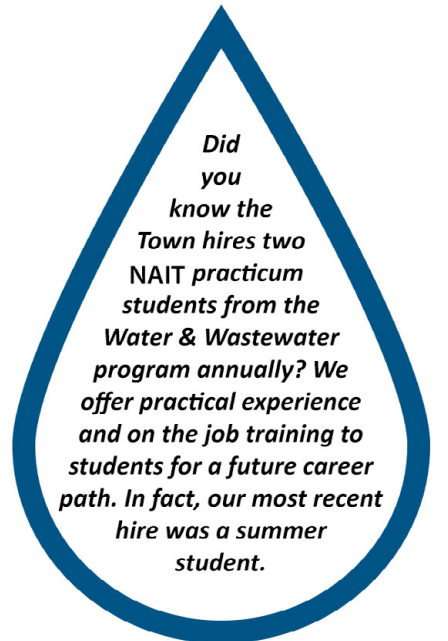 Did
you
know the
Town hires two
NAIT practicum
students from the
Water & Wastewater
program annually? We
offer practical experience
and on the job training to
students for a future career
path. In fact, our most recent
hire was a summer
student.